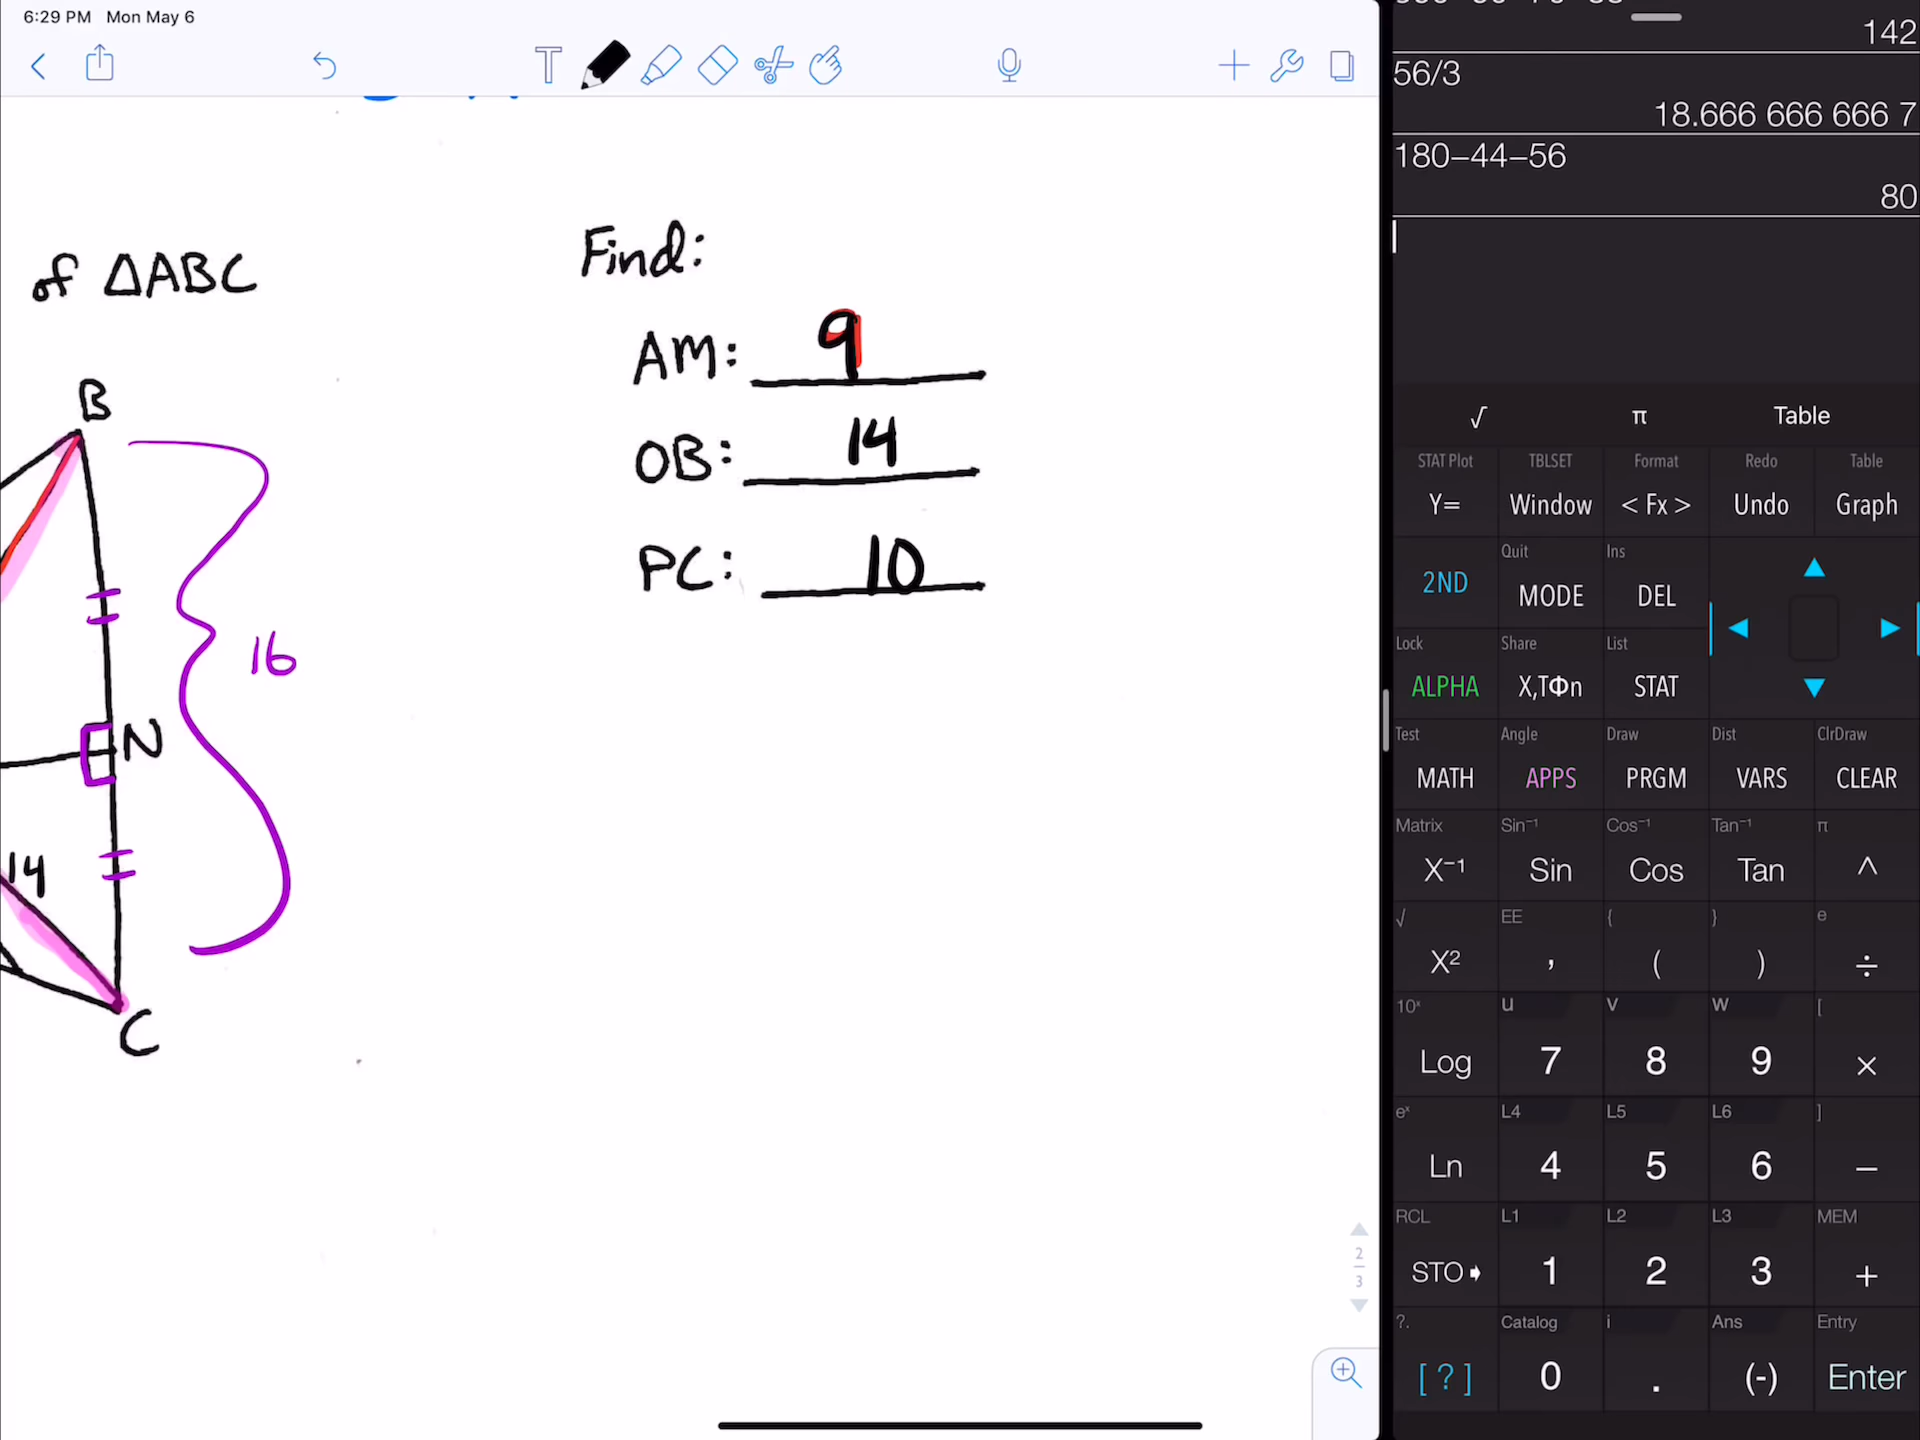 6:29 PM Mon May 6
of ΔABC
Find:
AM: 9
OB: 14
PC: 10
B
16
N
14
C
2
3
142
56/3
18.666 666 666 7
180–44–56
80
√ π Table
STAT Plot TBLSET Format Redo Table
Y= Window < Fx > Undo Graph
Quit Ins
2ND MODE DEL
Lock Share List
ALPHA X,TΦn STAT
Test Angle Draw Dist ClrDraw
MATH APPS PRGM VARS CLEAR
Matrix Sin⁻¹ Cos⁻¹ Tan⁻¹ π
X⁻¹ Sin Cos Tan ^
√ EE { } e
X² , ( ) ÷
10ˣ u v w [
Log 7 8 9 ×
eˣ L4 L5 L6 ]
Ln 4 5 6 −
RCL L1 L2 L3 MEM
STO➧ 1 2 3 +
?. Catalog i Ans Entry
[ ? ] 0 . (-) Enter